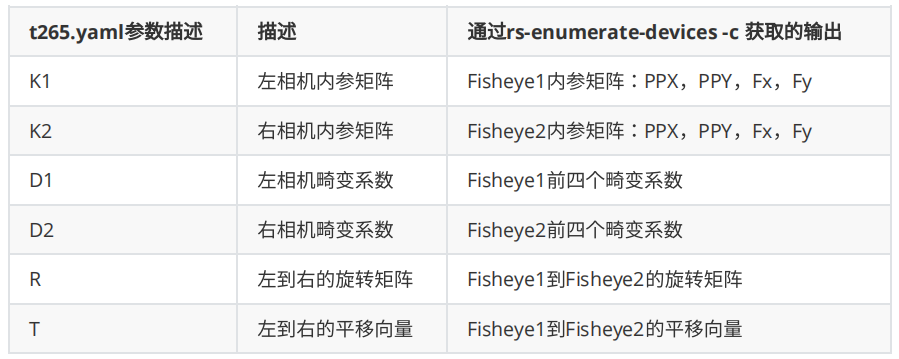 t265.yaml参数描述 描述 通过rs-enumerate-devices -c 获取的输出
K1 左相机内参矩阵 Fisheye1内参矩阵：PPX，PPY，Fx，Fy
K2 右相机内参矩阵 Fisheye2内参矩阵：PPX，PPY，Fx，Fy
D1 左相机畸变系数 Fisheye1前四个畸变系数
D2 右相机畸变系数 Fisheye2前四个畸变系数
R 左到右的旋转矩阵 Fisheye1到Fisheye2的旋转矩阵
T 左到右的平移向量 Fisheye1到Fisheye2的平移向量